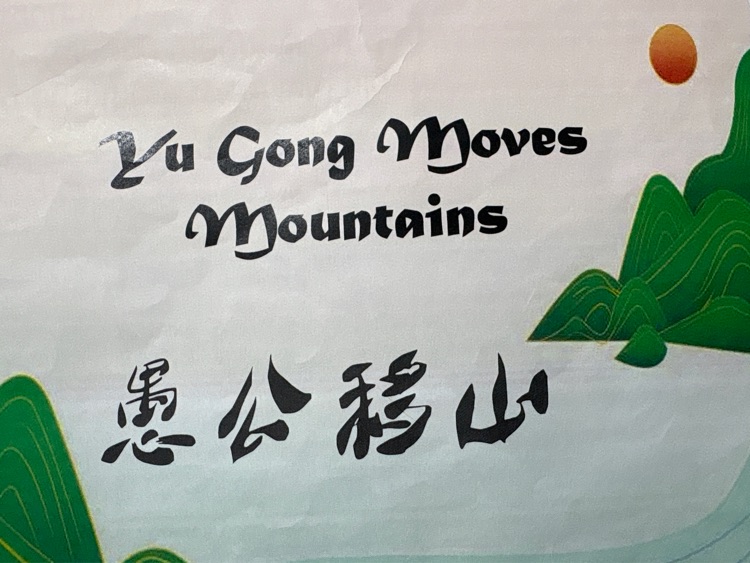 Yu Gong Moves
Mountains
愚公移山